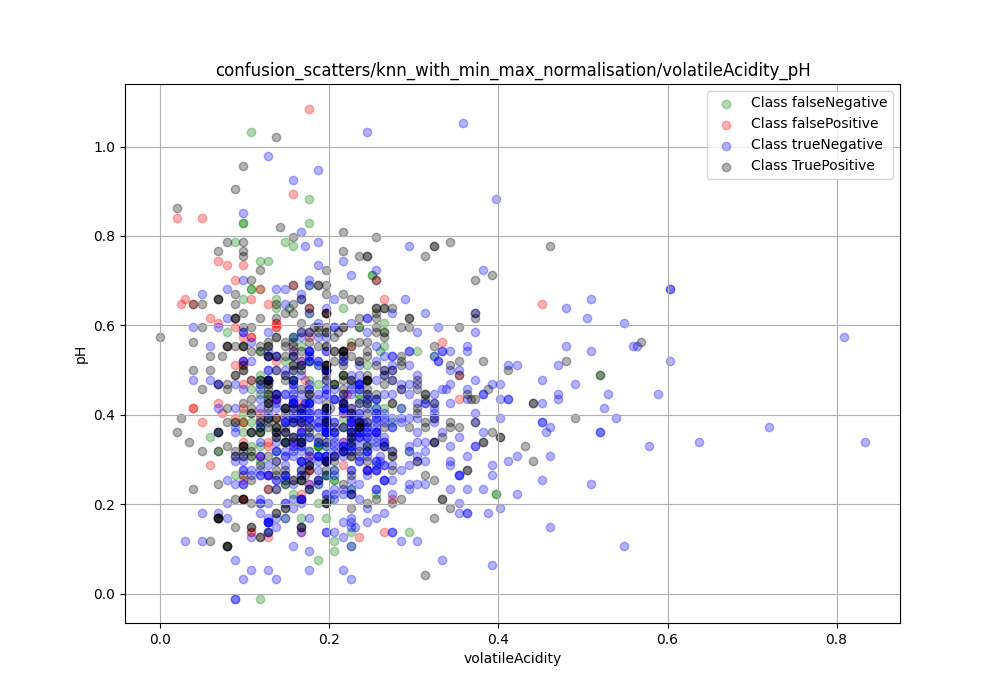 confusion_scatters/knn_with_min_max_normalisation/volatileAcidity_pH
Class falseNegative
Class falsePositive
Class trueNegative
Class TruePositive
1.0
0.8
0.6
0.4
0.2
0.0
pH
0.0 0.2 0.4 0.6 0.8
volatileAcidity